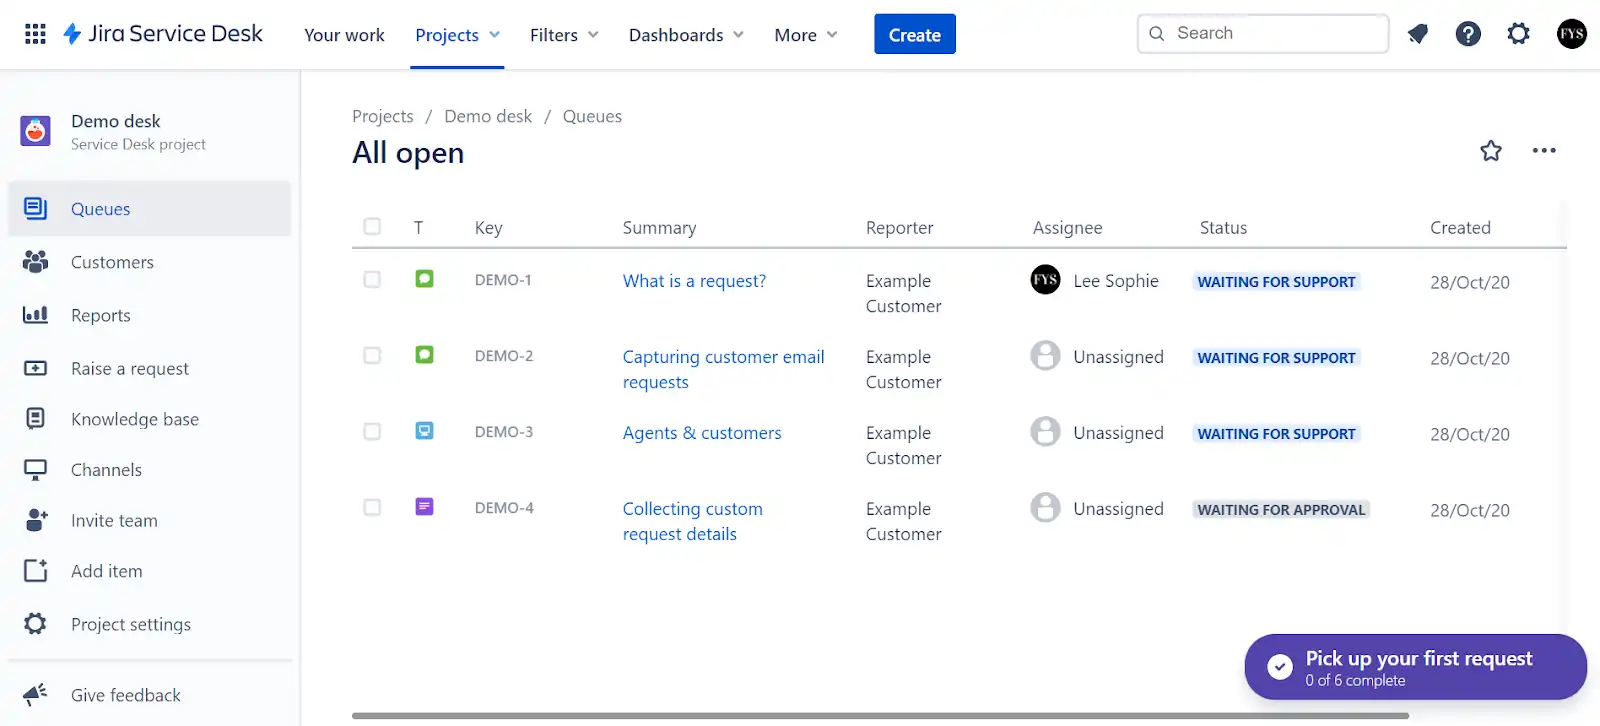 Jira Service Desk Your work Projects Filters Dashboards More Create Search FYS
Demo desk
Service Desk project
Queues
Customers
Reports
Raise a request
Knowledge base
Channels
Invite team
Add item
Project settings
Give feedback
Projects / Demo desk / Queues
All open
T Key Summary Reporter Assignee Status Created
DEMO-1 What is a request? Example FYS Lee Sophie WAITING FOR SUPPORT 28/Oct/20
Customer
DEMO-2 Capturing customer email Example Unassigned WAITING FOR SUPPORT 28/Oct/20
requests Customer
DEMO-3 Agents & customers Example Unassigned WAITING FOR SUPPORT 28/Oct/20
Customer
DEMO-4 Collecting custom Example Unassigned WAITING FOR APPROVAL 28/Oct/20
request details Customer
Pick up your first request
0 of 6 complete